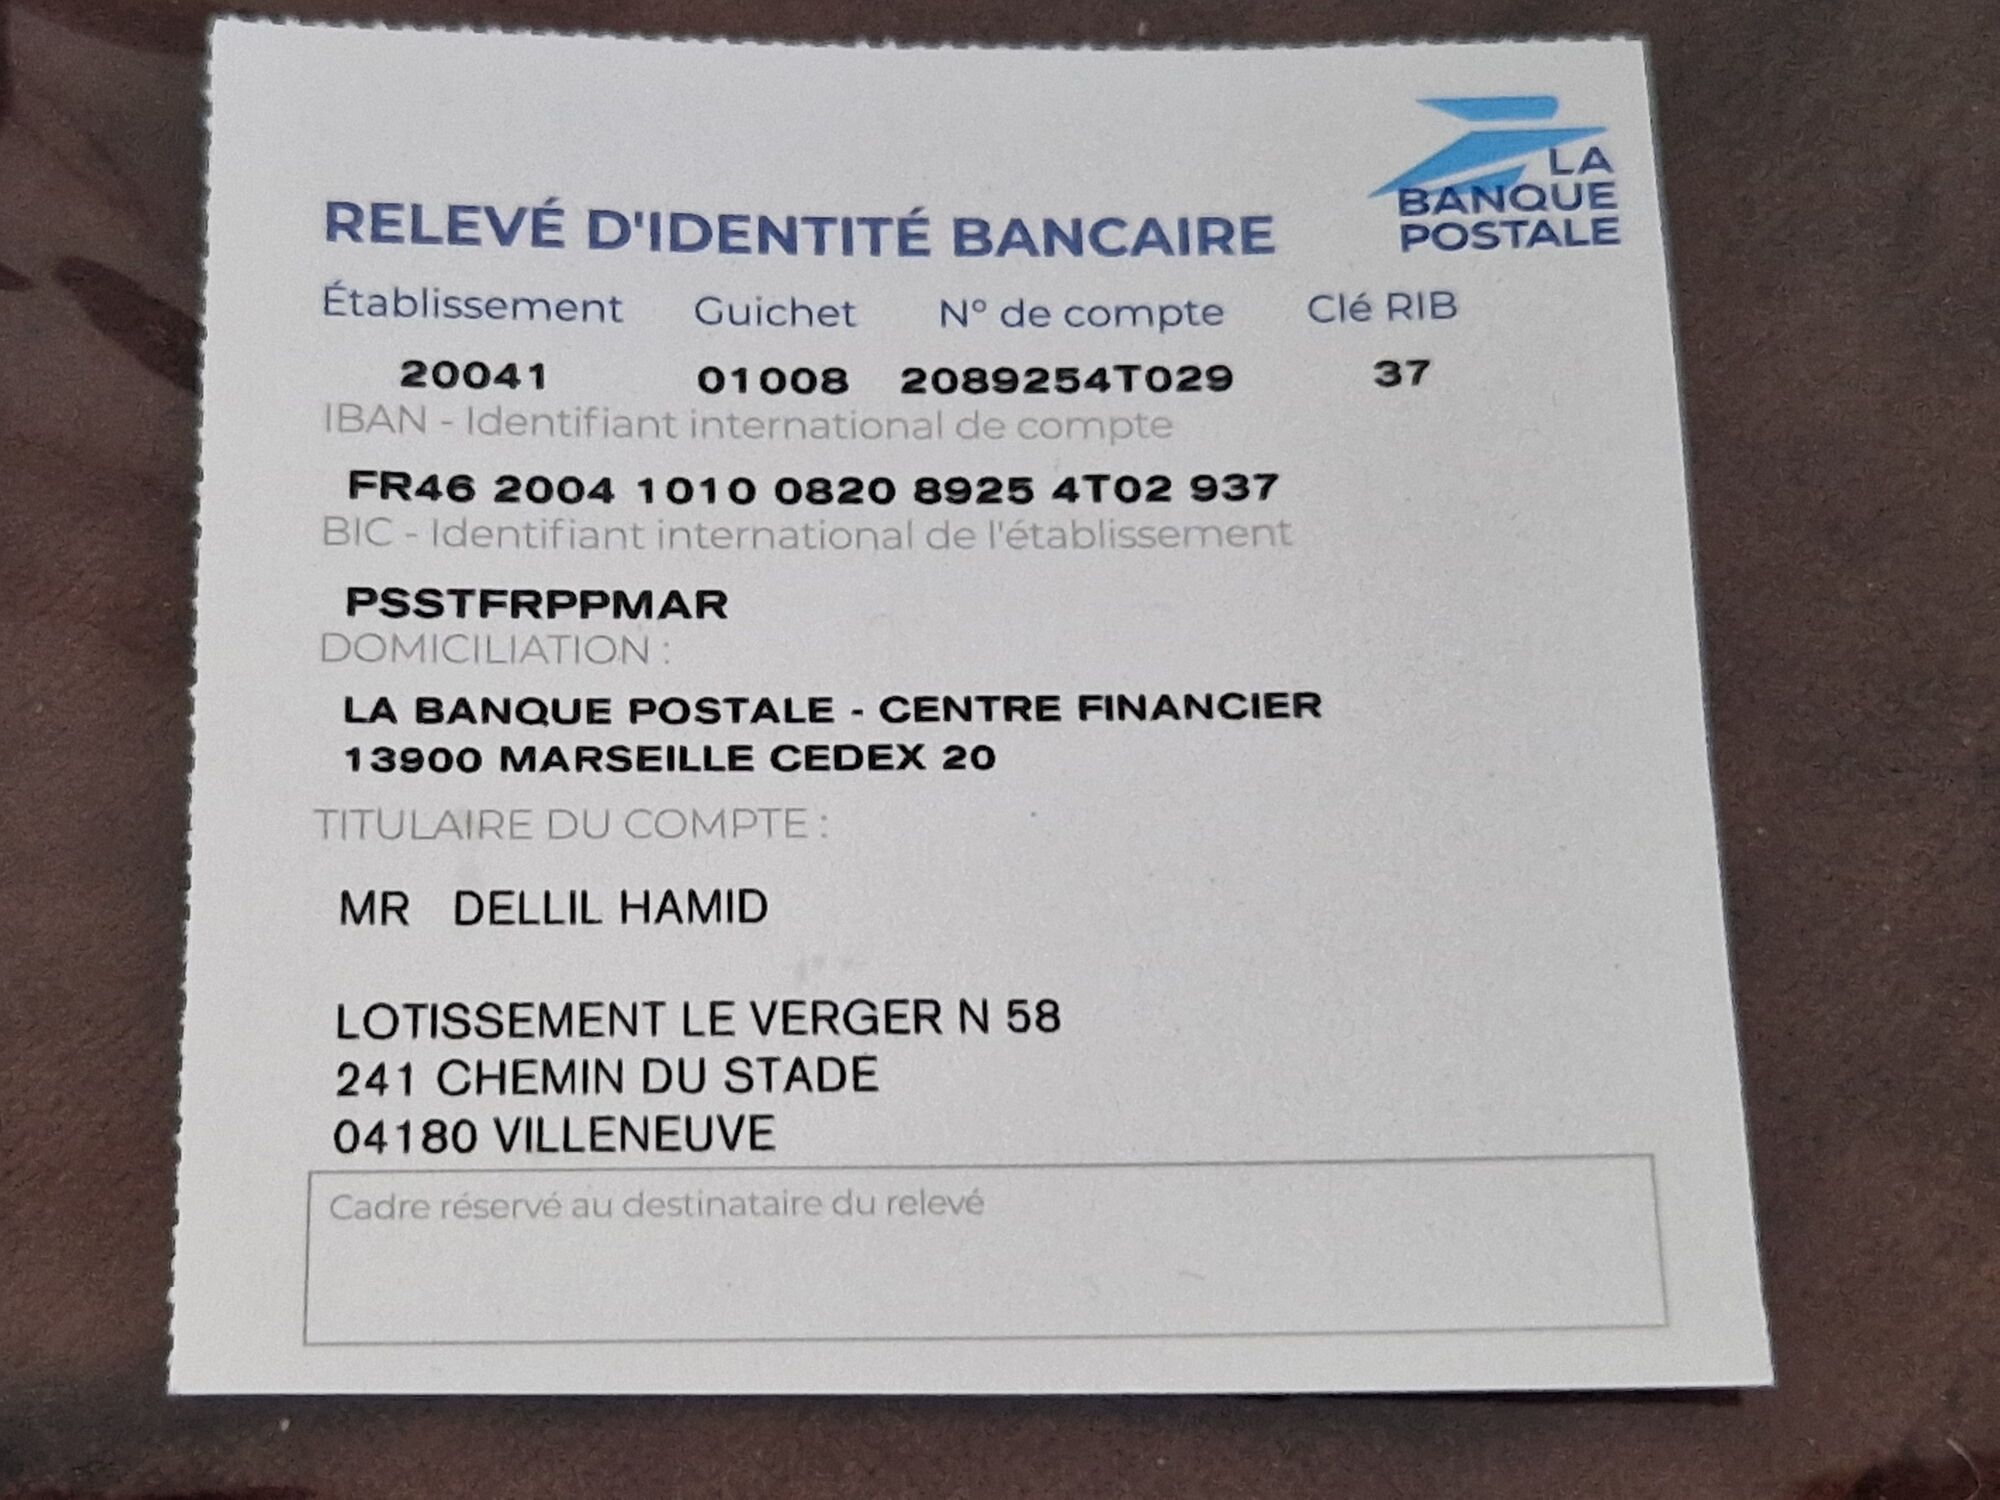 LA
BANQUE
POSTALE
RELEVÉ D'IDENTITÉ BANCAIRE
Établissement Guichet N° de compte Clé RIB
20041 01008 2089254T029 37
IBAN - Identifiant international de compte
FR46 2004 1010 0820 8925 4T02 937
BIC - Identifiant international de l'établissement
PSSTFRPPMAR
DOMICILIATION :
LA BANQUE POSTALE - CENTRE FINANCIER
13900 MARSEILLE CEDEX 20
TITULAIRE DU COMPTE :
MR DELLIL HAMID
LOTISSEMENT LE VERGER N 58
241 CHEMIN DU STADE
04180 VILLENEUVE
Cadre réservé au destinataire du relevé